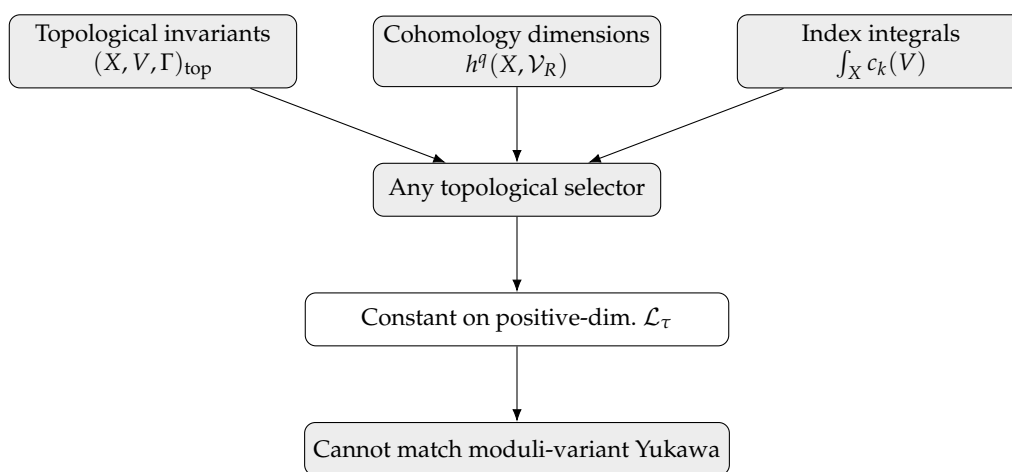 Topological invariants
(X, V, Γ)top
Cohomology dimensions
h^q(X, 𝒱_R)
Index integrals
∫_X c_k(V)
Any topological selector
Constant on positive-dim. ℒ_τ
Cannot match moduli-variant Yukawa